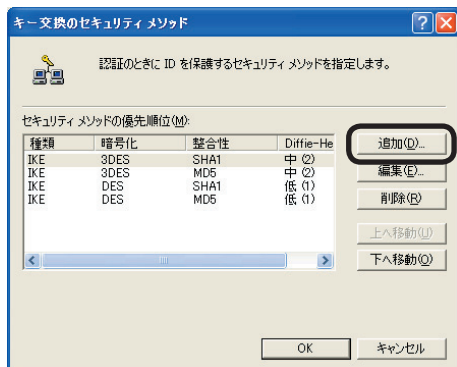 キー交換のセキュリティ メソッド
認証のときに ID を保護するセキュリティ メソッドを指定します。
セキュリティ メソッドの優先順位(M):
種類 暗号化 整合性 Diffie-He
IKE 3DES SHA1 中 (2)
IKE 3DES MD5 中 (2)
IKE DES SHA1 低 (1)
IKE DES MD5 低 (1)
追加(D)...
編集(E)...
削除(R)
上へ移動(U)
下へ移動(O)
OK キャンセル